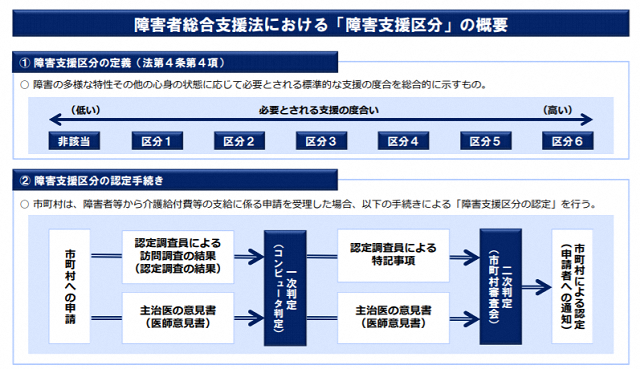 障害者総合支援法における「障害支援区分」の概要
① 障害支援区分の定義（法第４条第４項）
○ 障害の多様な特性その他の心身の状態に応じて必要とされる標準的な支援の度合を総合的に示すもの。
（低い）
必要とされる支援の度合い
（高い）
非該当
区分１
区分２
区分３
区分４
区分５
区分６
② 障害支援区分の認定手続き
○ 市町村は、障害者等から介護給付費等の支給に係る申請を受理した場合、以下の手続きによる「障害支援区分の認定」を行う。
市町村への申請
認定調査員による
訪問調査の結果
（認定調査の結果）
主治医の意見書
（医師意見書）
一次判定
（コンピュータ判定）
認定調査員による
特記事項
主治医の意見書
（医師意見書）
二次判定
（市町村審査会）
市町村による認定
（申請者への通知）